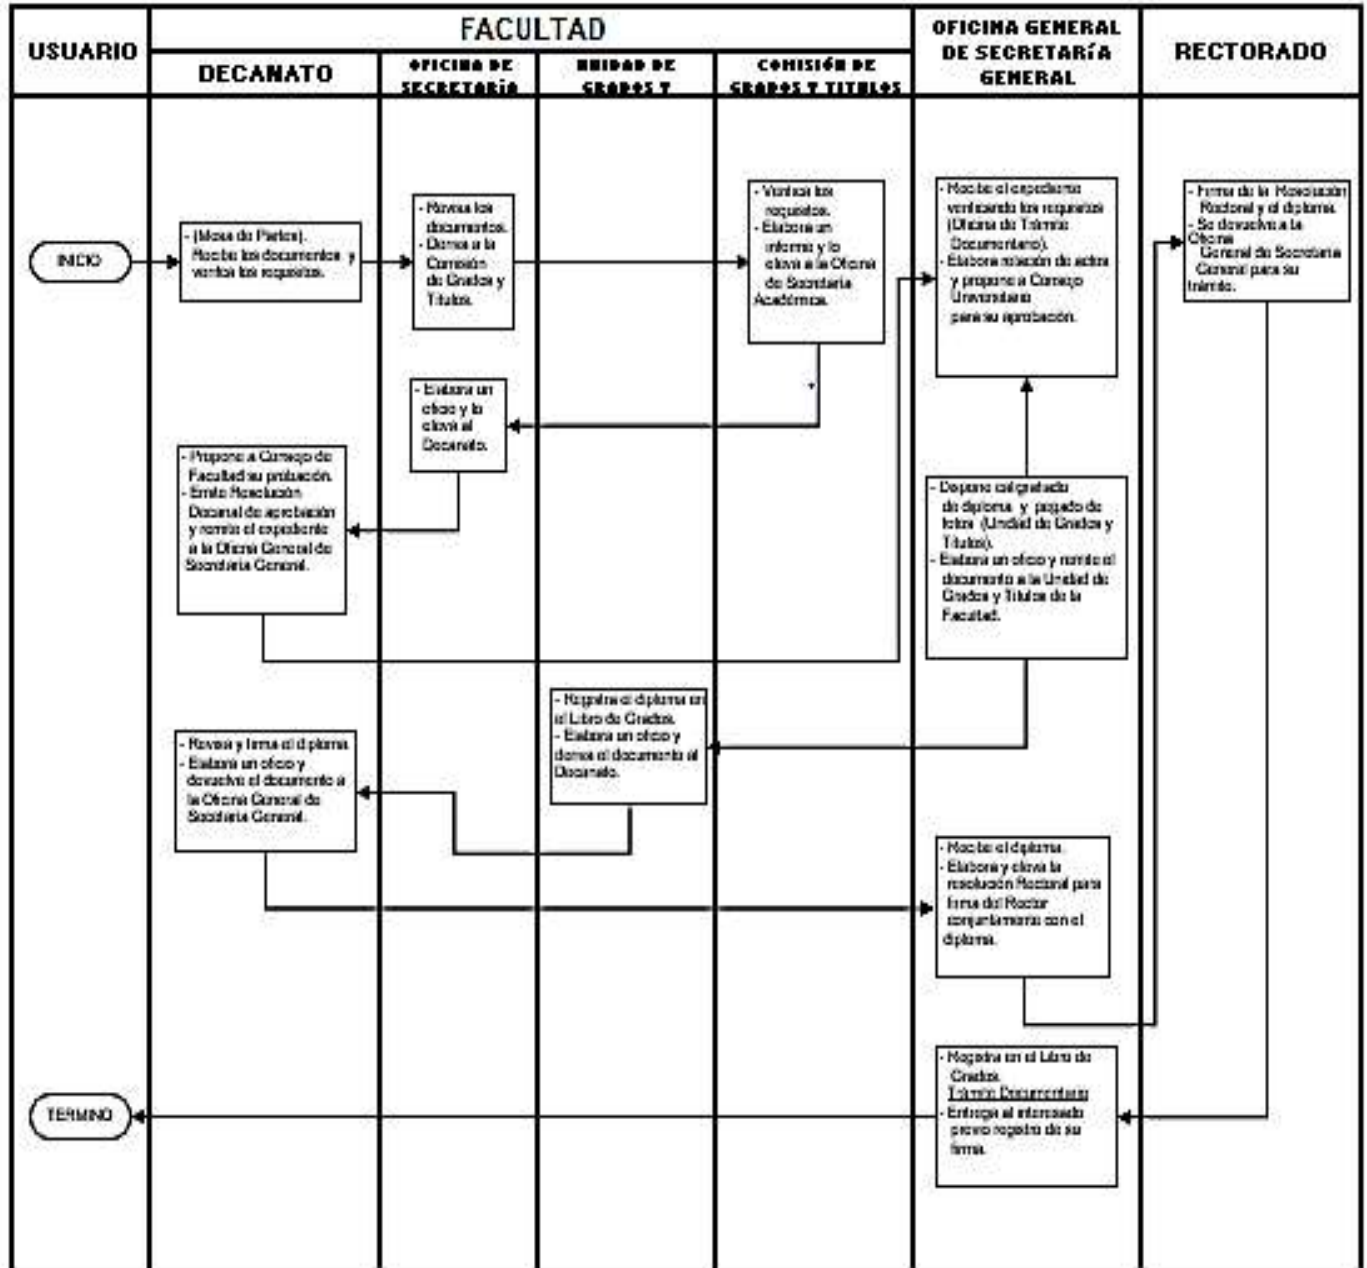 USUARIO
FACULTAD
DECANATO
OFICINA DE
SECRETARÍA
UNIDAD DE
GRADOS Y
COMISIÓN DE
GRADOS Y TITULOS
OFICINA GENERAL
DE SECRETARÍA
GENERAL
RECTORADO
INICIO
- (Mesa de Partes).
Recibe los documentos y
verifica los requisitos.
- Revisa los
documentos.
- Deriva a la
Comisión
de Grados y
Títulos.
- Verifica los
requisitos.
- Elabora un
informe y lo
eleva a la Oficina
de Secretaría
Académica.
- Recibe el expediente
verificando los requisitos
(Oficina de Trámite
Documentario).
- Elabora relación de actos
y propone a Consejo
Universitario
para su aprobación.
- Firma de la Resolución
Rectoral y el diploma.
- Se devuelve a la
Oficina
General de Secretaria
General para su
trámite.
- Elabora un
oficio y lo
eleva al
Decanato.
- Propone a Consejo de
Facultad su probación.
- Emite Resolución
Decanal de aprobación
y remite el expediente
a la Oficina General de
Secretaria General.
- Dispone caligrafiado
de diploma y pegado de
fotos (Unidad de Grados y
Títulos).
- Elabora un oficio y remite el
documento a la Unidad de
Grados y Títulos de la
Facultad.
- Registra el diploma en
el Libro de Grados.
- Elabora un oficio y
deriva el documento al
Decanato.
- Revisa y firma el diploma
- Elabora un oficio y
devuelve el documento a
la Oficina General de
General.
- Recibe el diploma.
- Elabora y eleva la
resolución Rectoral para
firma del Rector
conjuntamente con el
diploma.
- Registra en el Libro de
Grados.
Trámite Documentario
- Entrega al interesado
previo registro de su
firma.
TERMINO